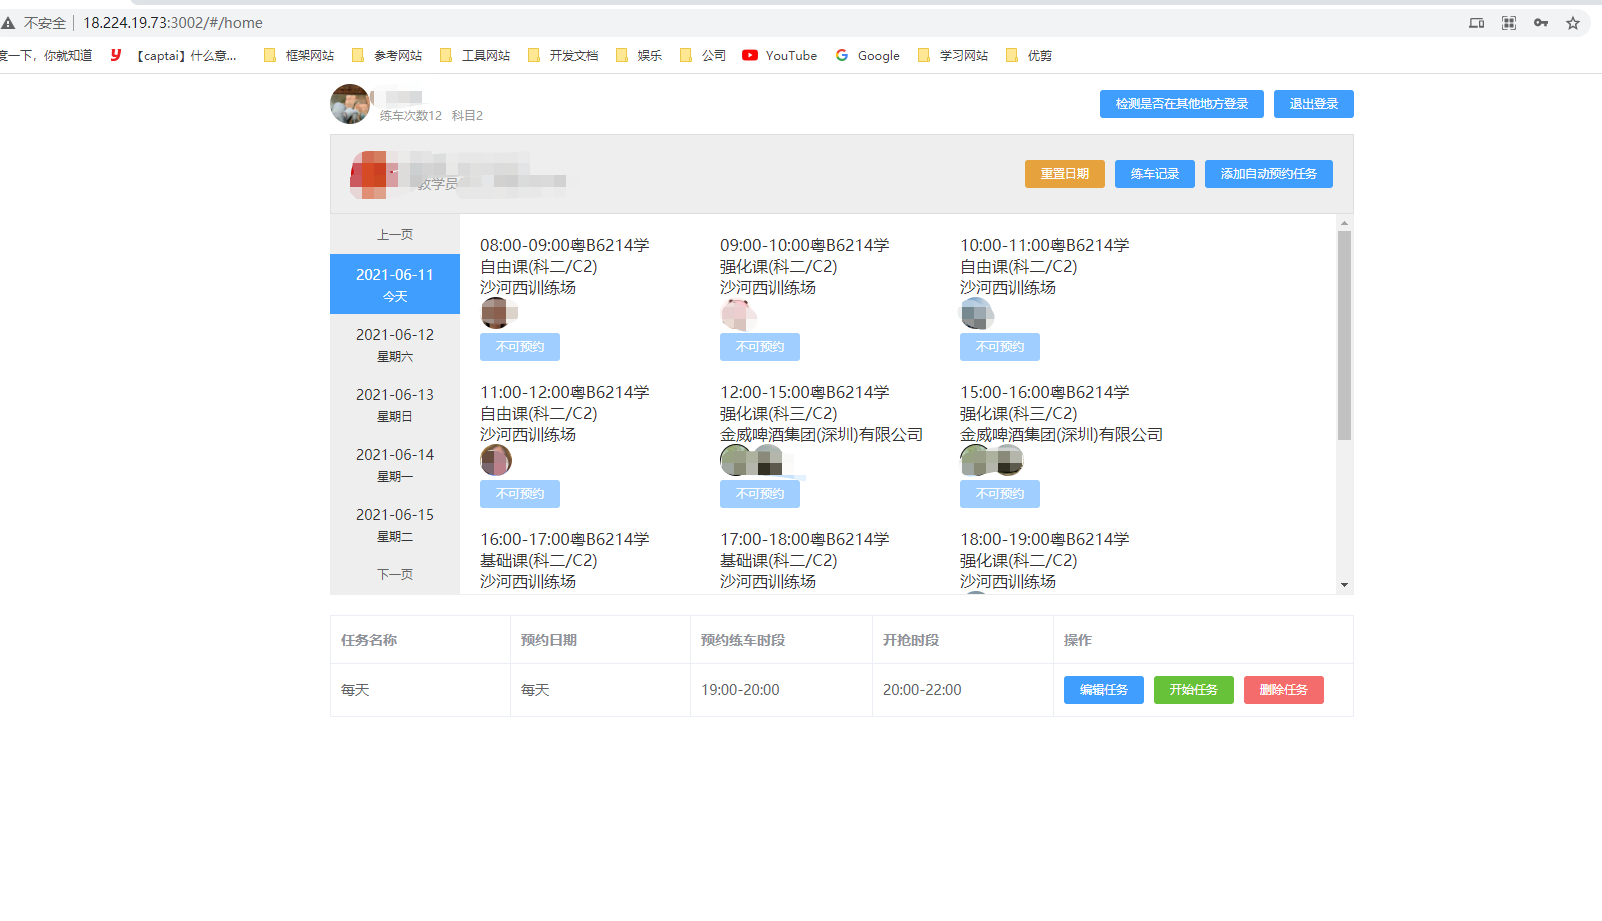 不安全 18.224.19.73:3002/#/home
度一下，你就知道 【captai】什么意... 框架网站 参考网站 工具网站 开发文档 娱乐 公司 YouTube Google 学习网站 优剪
检测是否在其他地方登录 退出登录
练车次数12 科目2
重置日期 练车记录 添加自动预约任务
教学员
上一页
2021-06-11
今天
2021-06-12
星期六
2021-06-13
星期日
2021-06-14
星期一
2021-06-15
星期二
下一页
08:00-09:00粤B6214学
自由课(科二/C2)
沙河西训练场
不可预约
09:00-10:00粤B6214学
强化课(科二/C2)
沙河西训练场
不可预约
10:00-11:00粤B6214学
自由课(科二/C2)
沙河西训练场
不可预约
11:00-12:00粤B6214学
自由课(科二/C2)
沙河西训练场
不可预约
12:00-15:00粤B6214学
强化课(科三/C2)
金威啤酒集团(深圳)有限公司
不可预约
15:00-16:00粤B6214学
强化课(科三/C2)
金威啤酒集团(深圳)有限公司
不可预约
16:00-17:00粤B6214学
基础课(科二/C2)
沙河西训练场
17:00-18:00粤B6214学
基础课(科二/C2)
沙河西训练场
18:00-19:00粤B6214学
强化课(科二/C2)
沙河西训练场
任务名称 预约日期 预约练车时段 开抢时段 操作
每天 每天 19:00-20:00 20:00-22:00 编辑任务 开始任务 删除任务